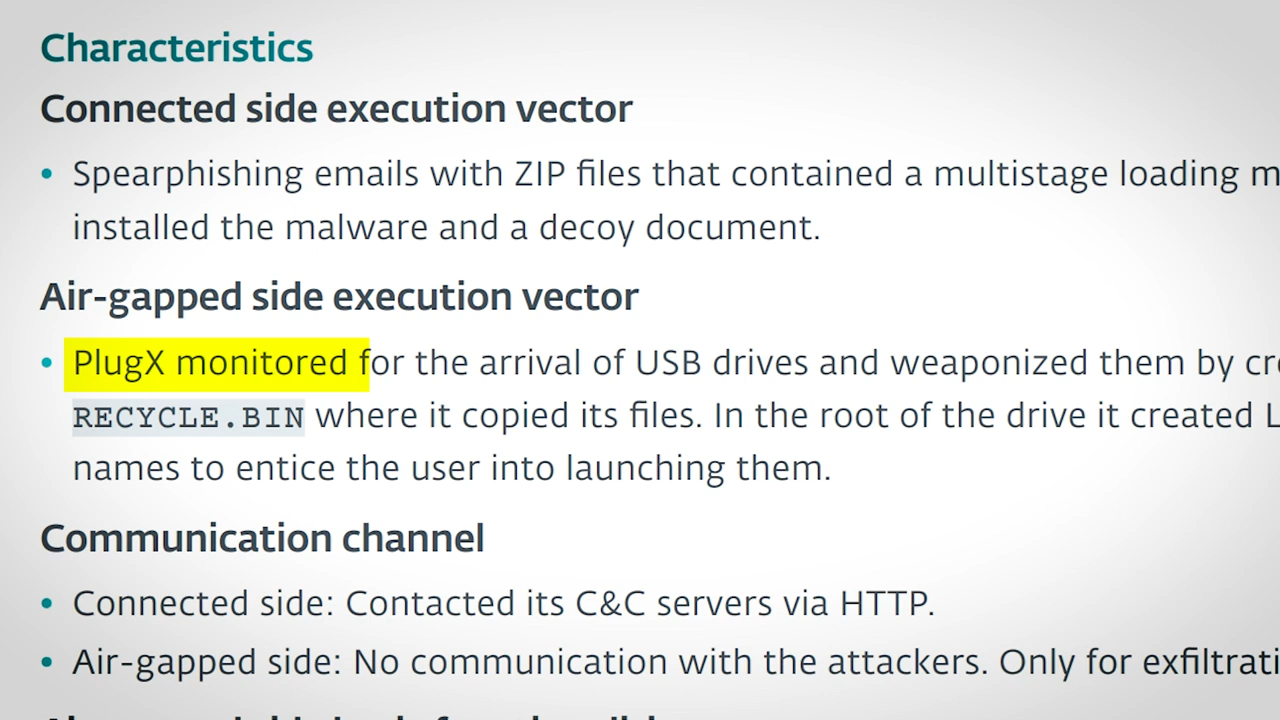 Characteristics
Connected side execution vector
• Spearphishing emails with ZIP files that contained a multistage loading
installed the malware and a decoy document.
Air-gapped side execution vector
• PlugX monitored for the arrival of USB drives and weaponized them by
RECYCLE.BIN where it copied its files. In the root of the drive it created
names to entice the user into launching them.
Communication channel
• Connected side: Contacted its C&C servers via HTTP.
• Air-gapped side: No communication with the attackers. Only for